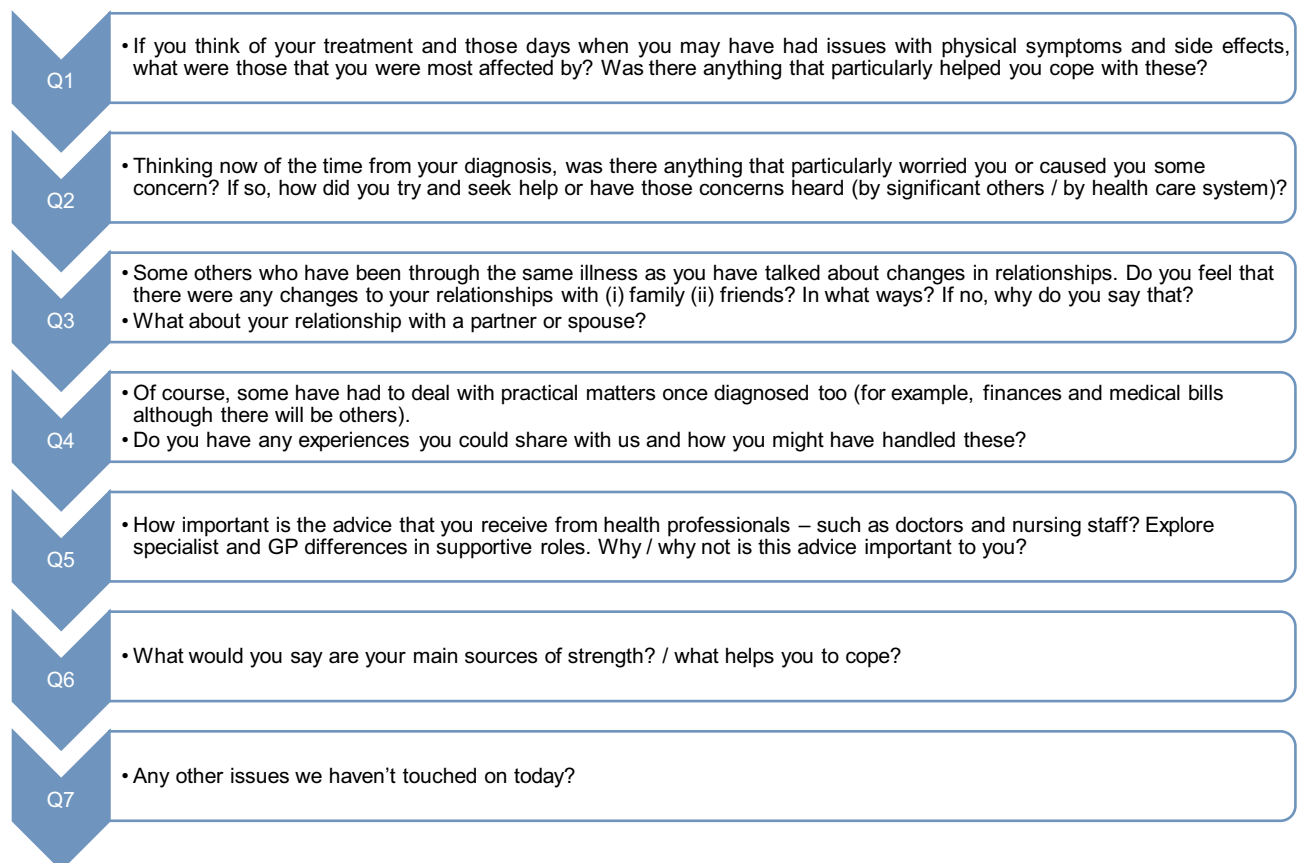 Q1
• If you think of your treatment and those days when you may have had issues with physical symptoms and side effects,
what were those that you were most affected by? Was there anything that particularly helped you cope with these?
Q2
• Thinking now of the time from your diagnosis, was there anything that particularly worried you or caused you some
concern? If so, how did you try and seek help or have those concerns heard (by significant others / by health care system)?
Q3
• Some others who have been through the same illness as you have talked about changes in relationships. Do you feel that
there were any changes to your relationships with (i) family (ii) friends? In what ways? If no, why do you say that?
• What about your relationship with a partner or spouse?
Q4
• Of course, some have had to deal with practical matters once diagnosed too (for example, finances and medical bills
although there will be others).
• Do you have any experiences you could share with us and how you might have handled these?
Q5
• How important is the advice that you receive from health professionals – such as doctors and nursing staff? Explore
specialist and GP differences in supportive roles. Why / why not is this advice important to you?
Q6
• What would you say are your main sources of strength? / what helps you to cope?
Q7
• Any other issues we haven’t touched on today?